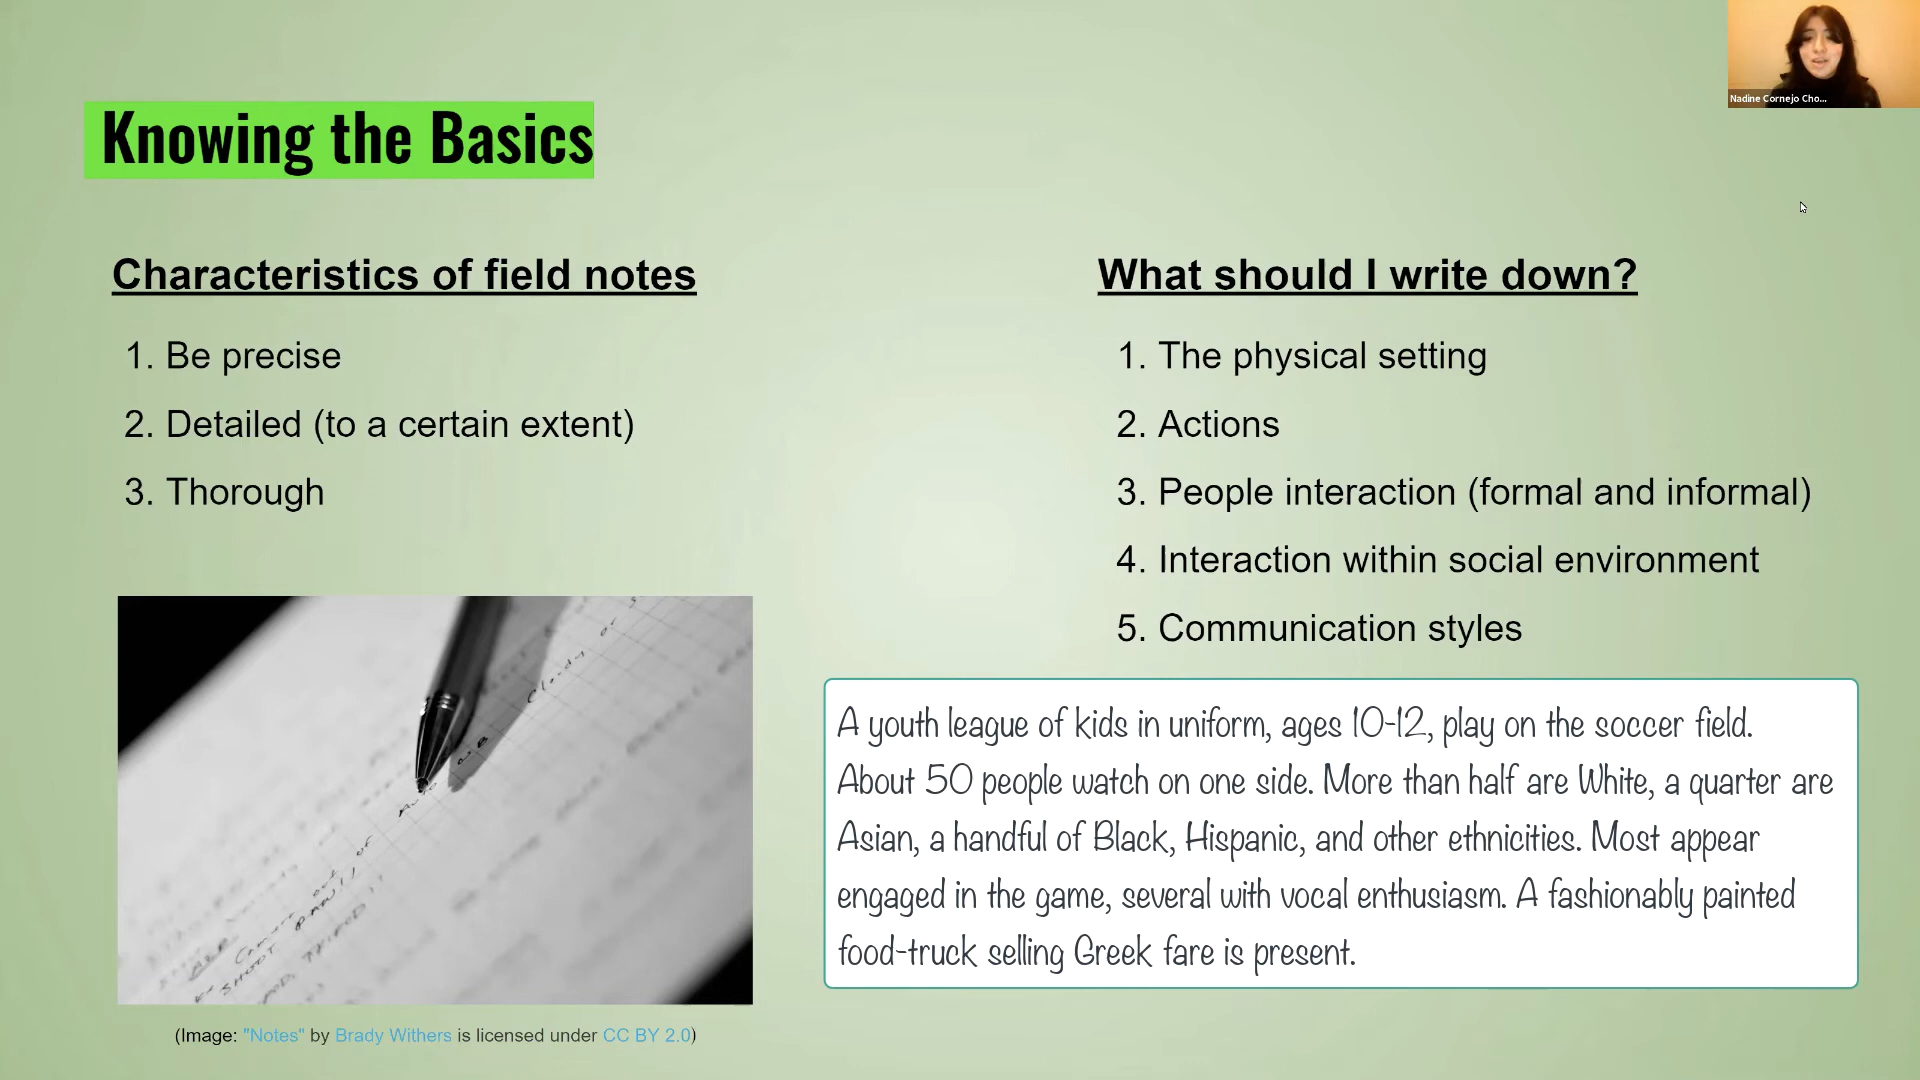 Nadine Cornejo Cho...
Knowing the Basics
Characteristics of field notes
1. Be precise
2. Detailed (to a certain extent)
3. Thorough
What should I write down?
1. The physical setting
2. Actions
3. People interaction (formal and informal)
4. Interaction within social environment
5. Communication styles
Cloudy
or
of
SHOOT
TRIPOD
A youth league of kids in uniform, ages 10-12, play on the soccer field.
About 50 people watch on one side. More than half are White, a quarter are
Asian, a handful of Black, Hispanic, and other ethnicities. Most appear
engaged in the game, several with vocal enthusiasm. A fashionably painted
food-truck selling Greek fare is present.
(Image: "Notes" by Brady Withers is licensed under CC BY 2.0)